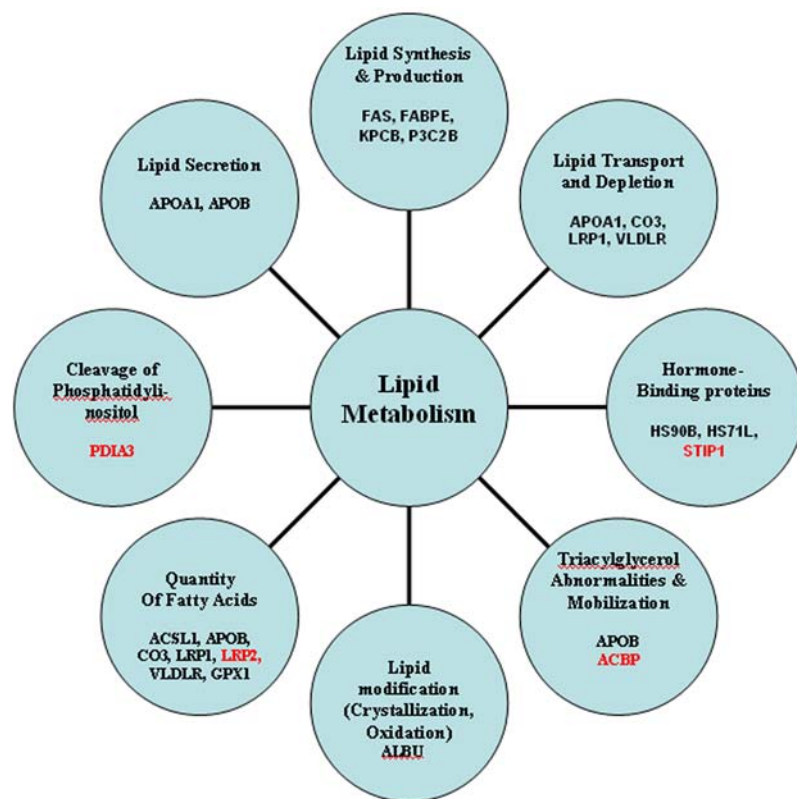 Lipid Synthesis
& Production
FAS, FABPE,
KPCB, P3C2B
Lipid Secretion
APOA1, APOB
Lipid Transport
and Depletion
APOA1, CO3,
LRP1, VLDLR
Cleavage of
Phosphatidyli-
nositol
PDIA3
Lipid
Metabolism
Hormone-
Binding proteins
HS90B, HS71L,
STIP1
Quantity
Of Fatty Acids
ACSL1, APOB,
CO3, LRP1, LRP2,
VLDLR, GPX1
Lipid
modification
(Crystallization,
Oxidation)
ALBU
Triacylglycerol
Abnormalities &
Mobilization
APOB
ACBP